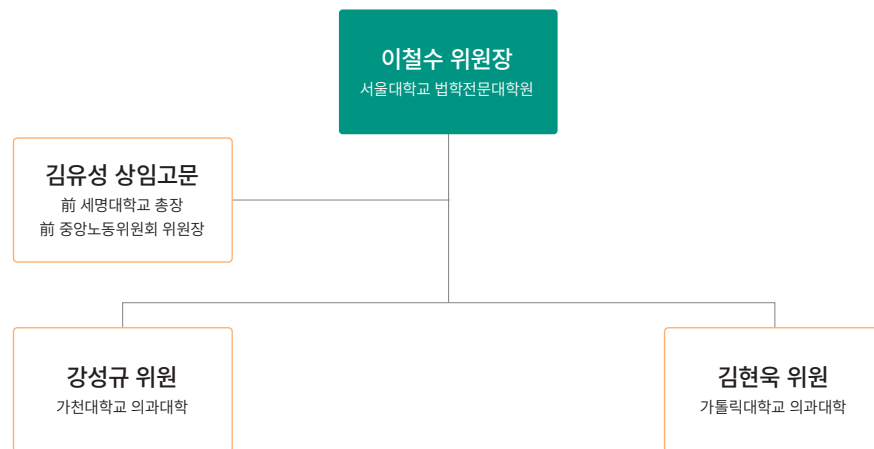 이철수 위원장
서울대학교 법학전문대학원
김유성 상임고문
前 세명대학교 총장
前 중앙노동위원회 위원장
강성규 위원
가천대학교 의과대학
김현욱 위원
가톨릭대학교 의과대학